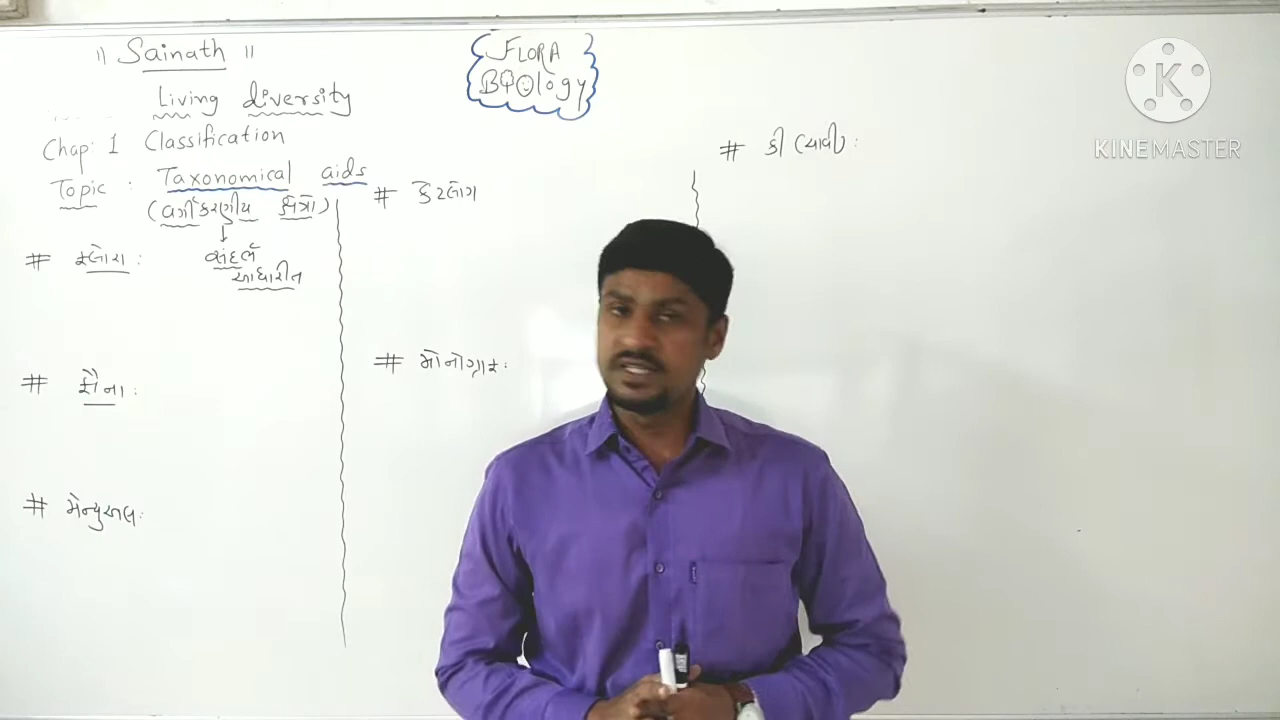 ॥ Sainath ॥
FLORA
BIOlogy
Living diversity
Chap: 1 Classification
Topic : Taxonomical aids
(વર્ગીકરણીય ક્ષેત્રો)
સંદર્ભ
આધારીત
# ફ્લોરા :
# ફૌના :
# મેન્યુઅલ:
# કેટલોગ
# મોનોગ્રાફ:
# કી (ચાવી) :
KINEMASTER